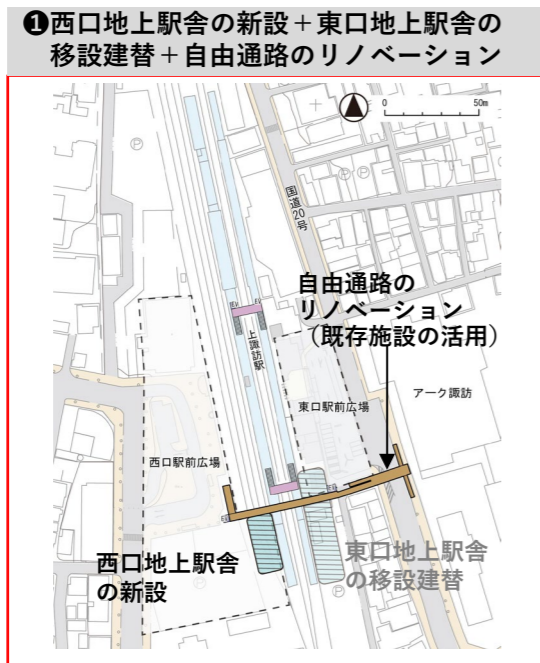 ❶西口地上駅舎の新設＋東口地上駅舎の
移設建替＋自由通路のリノベーション
0 50m
国道20号
自由通路の
リノベーション
（既存施設の活用）
上諏訪駅
アーク諏訪
東口駅前広場
西口駅前広場
西口地上駅舎
の新設
東口地上駅舎
の移設建替